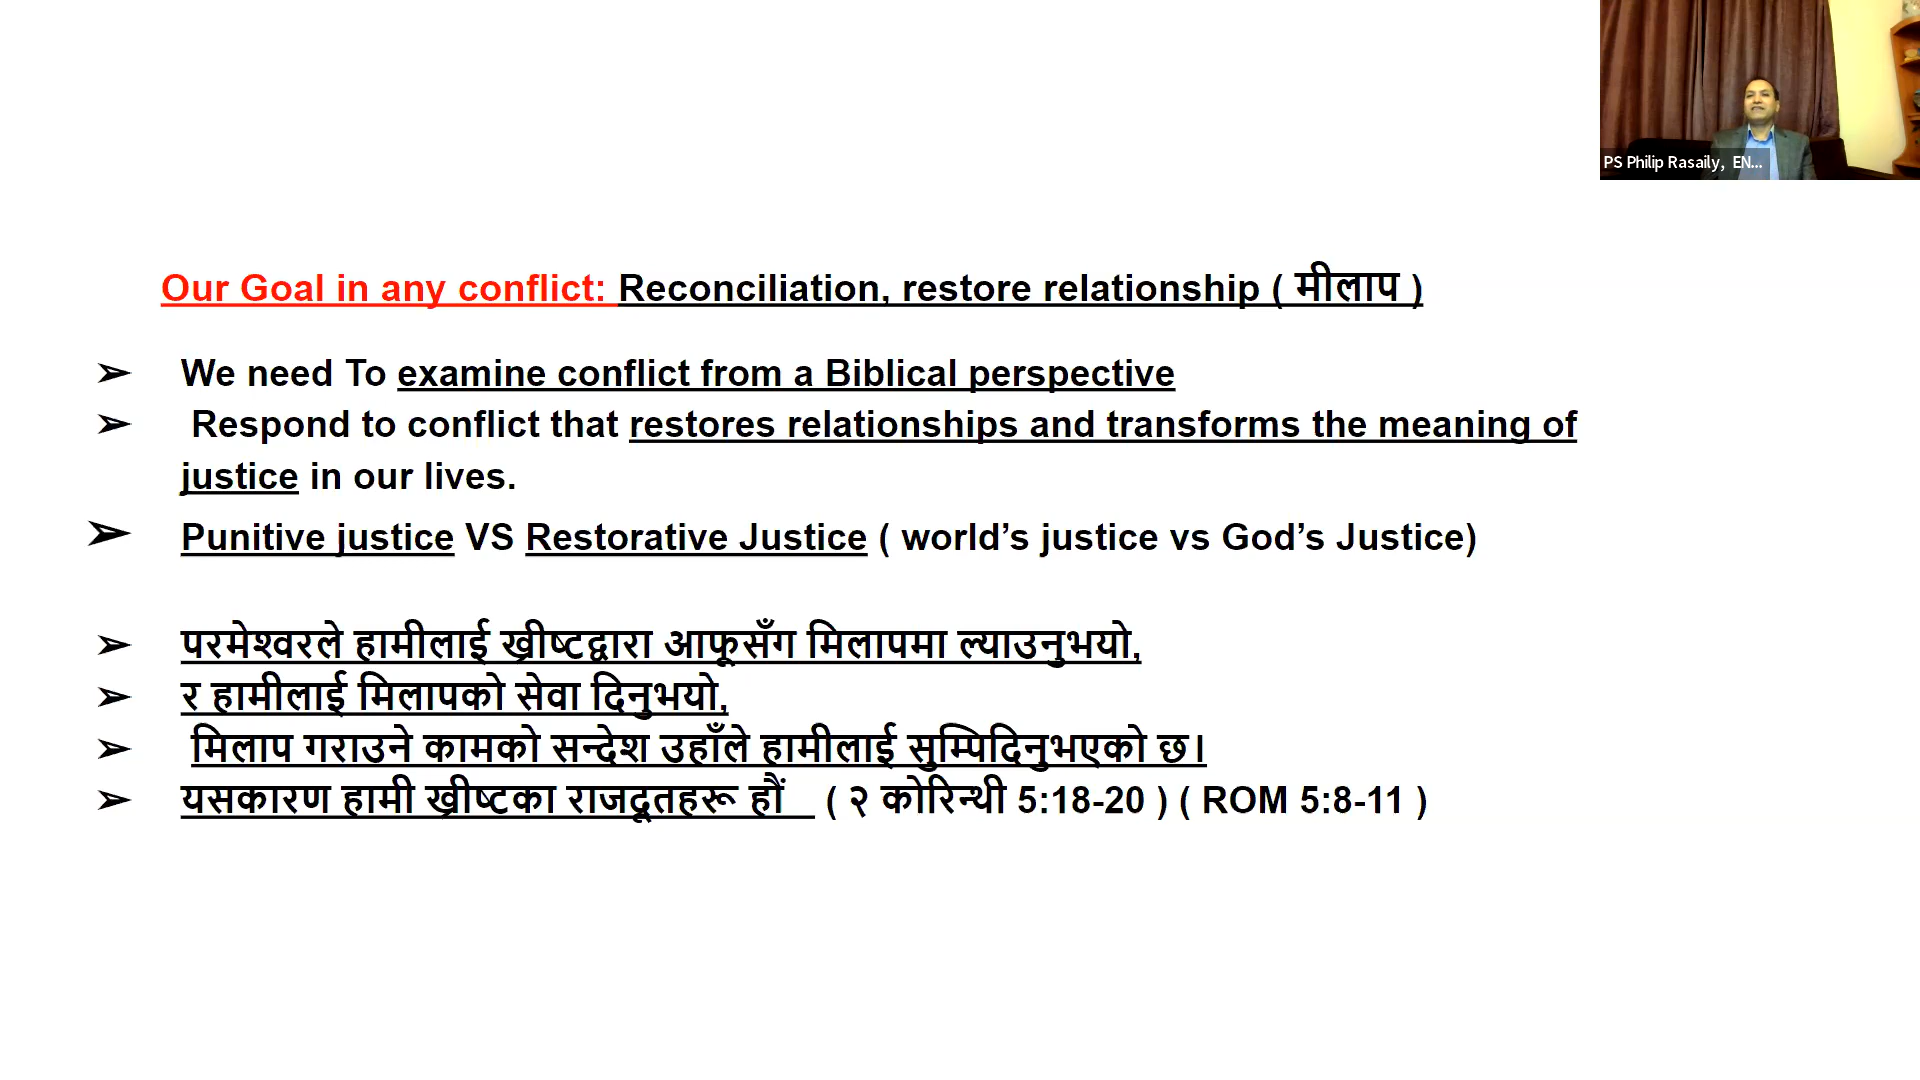 PS Philip Rasaily, EN...
Our Goal in any conflict: Reconciliation, restore relationship ( मीलाप )
➢ We need To examine conflict from a Biblical perspective
➢ Respond to conflict that restores relationships and transforms the meaning of
justice in our lives.
➢ Punitive justice VS Restorative Justice ( world’s justice vs God’s Justice)
➢ परमेश्वरले हामीलाई ख्रीष्टद्वारा आफूसँग मिलापमा ल्याउनुभयो,
➢ र हामीलाई मिलापको सेवा दिनुभयो,
➢ मिलाप गराउने कामको सन्देश उहाँले हामीलाई सुम्पिदिनुभएको छ।
➢ यसकारण हामी ख्रीष्टका राजदूतहरू हौं ( २ कोरिन्थी 5:18-20 ) ( ROM 5:8-11 )